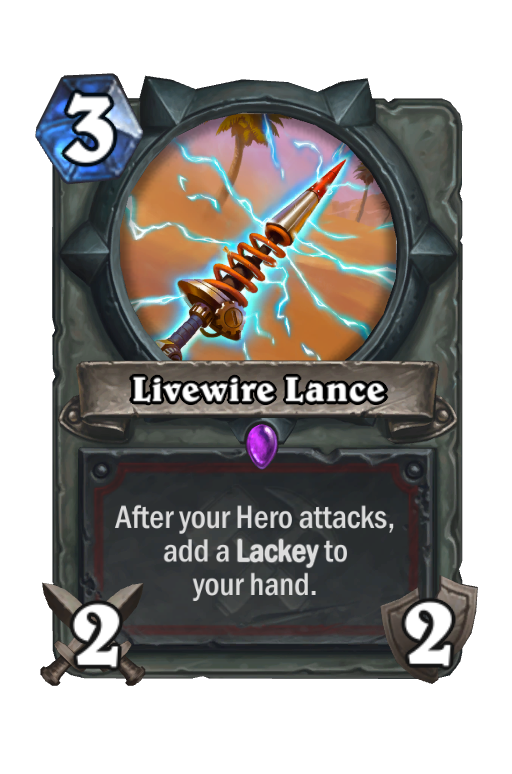 3
Livewire Lance
After your Hero attacks,
add a Lackey to
your hand.
2
2